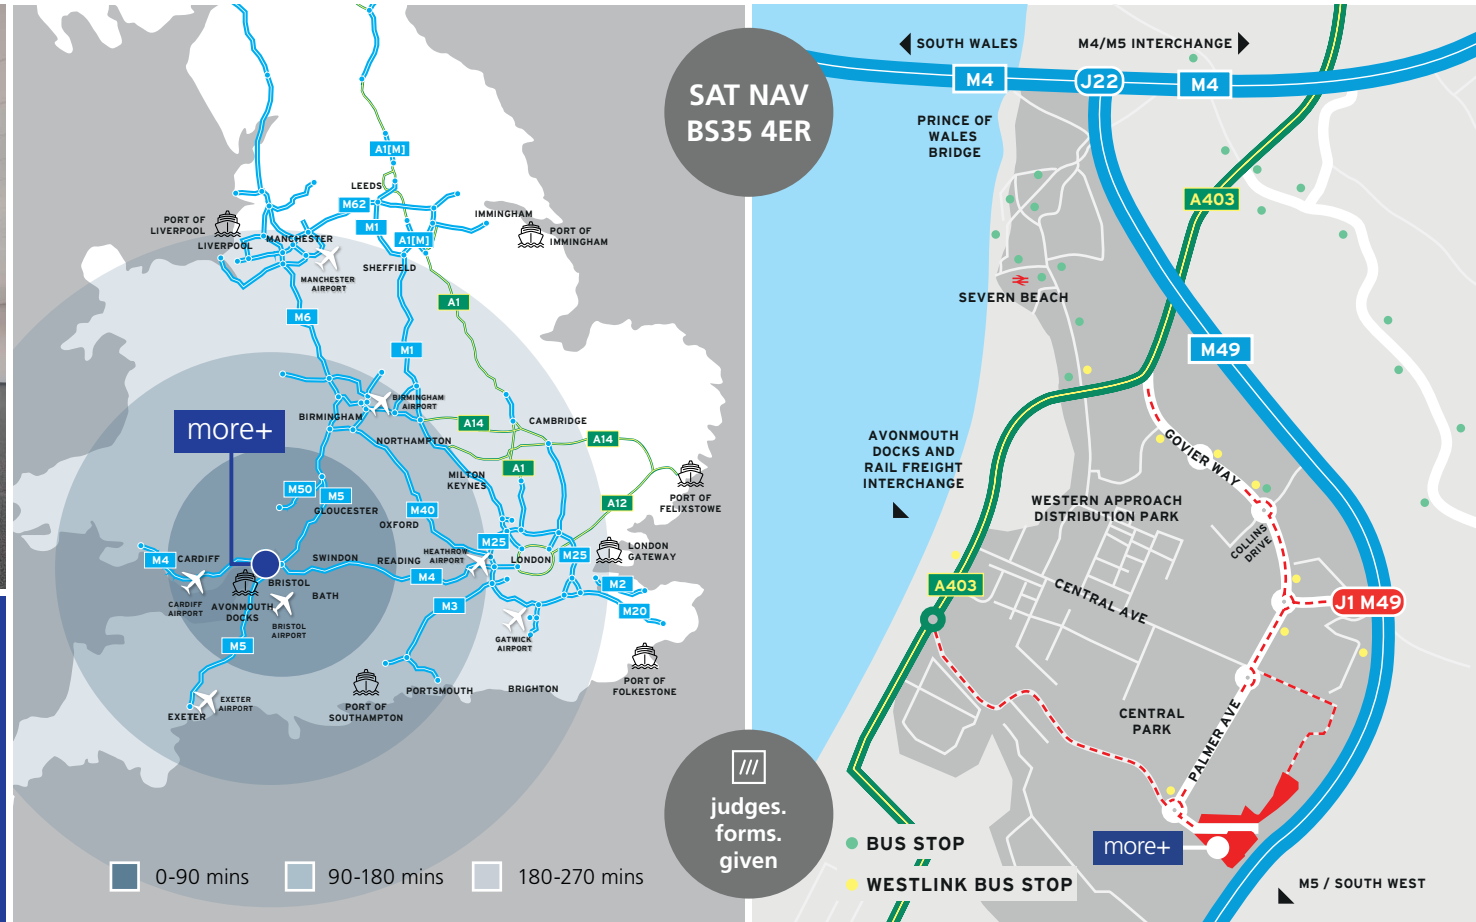 A1[M]
LEEDS
M62
M1
A1[M]
IMMINGHAM
PORT OF
IMMINGHAM
PORT OF
LIVERPOOL
LIVERPOOL
MANCHESTER
MANCHESTER
AIRPORT
SHEFFIELD
A1
M6
M1
BIRMINGHAM
AIRPORT
BIRMINGHAM
more+
A14
CAMBRIDGE
A14
NORTHAMPTON
A1
MILTON
KEYNES
PORT OF
FELIXSTOWE
M50
M5
GLOUCESTER
M40
OXFORD
A12
M25
M25
LONDON
GATEWAY
M4
CARDIFF
SWINDON
READING
HEATHROW
AIRPORT
LONDON
M4
BRISTOL
BATH
CARDIFF
AIRPORT
AVONMOUTH
DOCKS
BRISTOL
AIRPORT
M3
M2
M20
GATWICK
AIRPORT
M5
PORT OF
FOLKESTONE
EXETER
AIRPORT
EXETER
PORT OF
SOUTHAMPTON
PORTSMOUTH
BRIGHTON
0-90 mins
90-180 mins
180-270 mins
SAT NAV
BS35 4ER
judges.
forms.
given
SOUTH WALES
M4/M5 INTERCHANGE
M4
J22
M4
PRINCE OF
WALES
BRIDGE
A403
SEVERN BEACH
M49
AVONMOUTH
DOCKS AND
RAIL FREIGHT
INTERCHANGE
GOVIER WAY
WESTERN APPROACH
DISTRIBUTION PARK
COLLINS
DRIVE
A403
CENTRAL AVE
J1 M49
CENTRAL
PARK
PALMER AVE
more+
BUS STOP
WESTLINK BUS STOP
M5 / SOUTH WEST